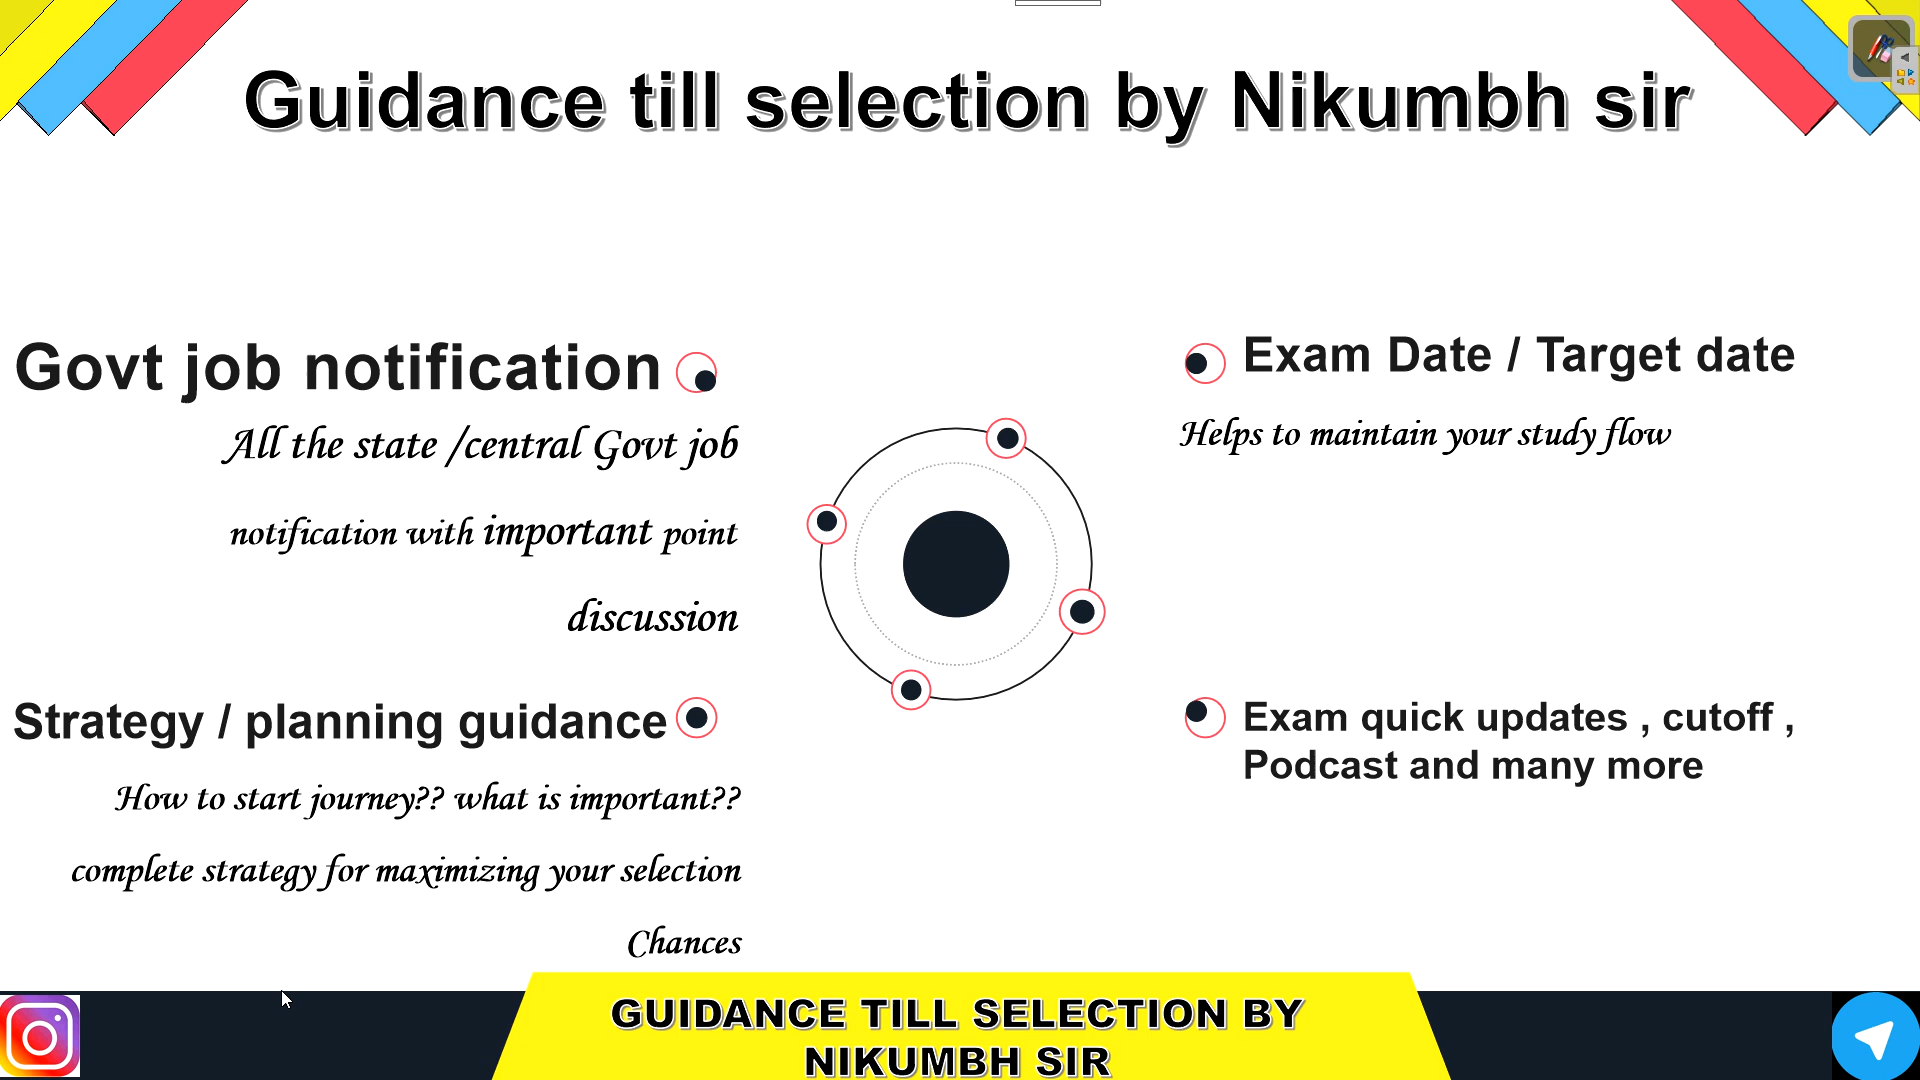 Guidance till selection by Nikumbh sir
Govt job notification
All the state /central Govt job
notification with important point
discussion
Strategy / planning guidance
How to start journey?? what is important??
complete strategy for maximizing your selection
Chances
Exam Date / Target date
Helps to maintain your study flow
Exam quick updates , cutoff ,
Podcast and many more
GUIDANCE TILL SELECTION BY
NIKUMBH SIR